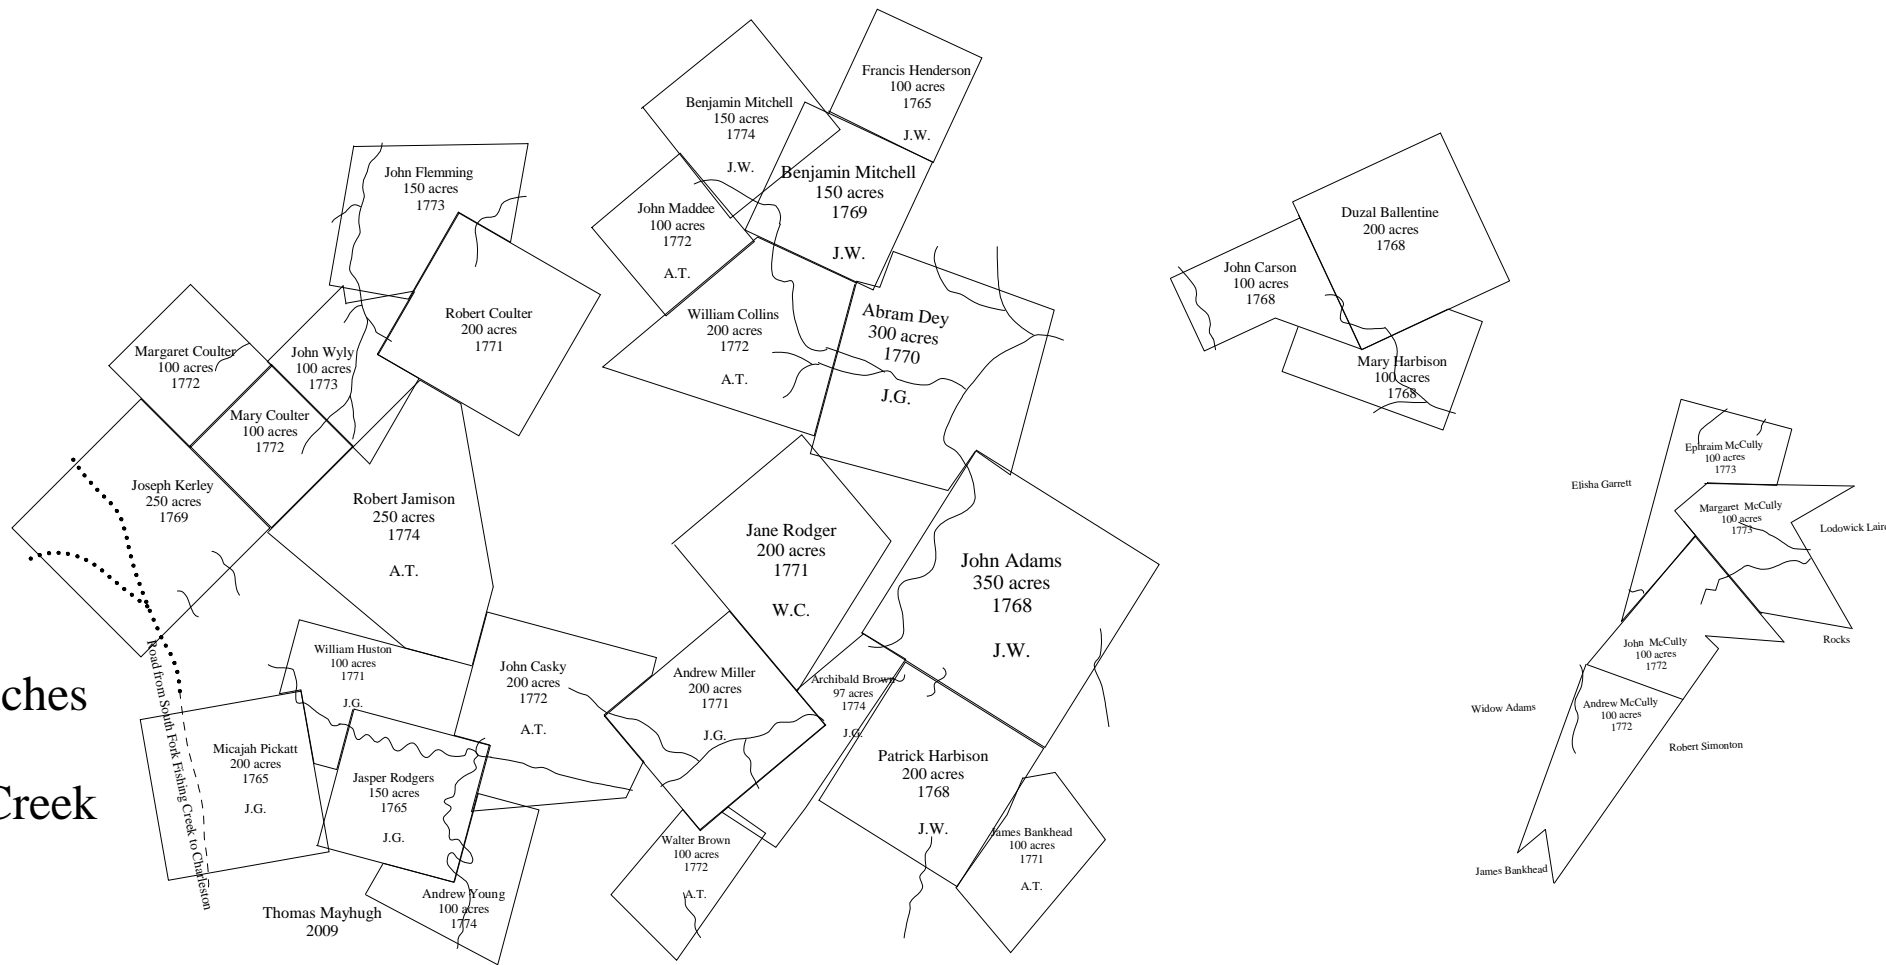 Francis Henderson
100 acres
1765
J.W.
Benjamin Mitchell
150 acres
1774
J.W.
Benjamin Mitchell
150 acres
1769
J.W.
John Flemming
150 acres
1773
John Maddee
100 acres
1772
A.T.
Duzal Ballentine
200 acres
1768
John Carson
100 acres
1768
Mary Harbison
100 acres
1768
Robert Coulter
200 acres
1771
William Collins
200 acres
1772
A.T.
Abram Dey
300 acres
1770
J.G.
Margaret Coulter
100 acres
1772
John Wyly
100 acres
1773
Mary Coulter
100 acres
1772
Joseph Kerley
250 acres
1769
Robert Jamison
250 acres
1774
A.T.
Jane Rodger
200 acres
1771
W.C.
John Adams
350 acres
1768
J.W.
Ephraim McCully
100 acres
1773
Elisha Garrett
Margaret McCully
100 acres
1773
Lodowick Lair
Rocks
John McCully
100 acres
1772
Widow Adams
Andrew McCully
100 acres
1772
Robert Simonton
James Bankhead
William Huston
100 acres
1771
J.G.
John Casky
200 acres
1772
A.T.
Andrew Miller
200 acres
1771
J.G.
Archibald Brown
97 acres
1774
J.G.
ches
Creek
Road from South Fork Fishing Creek to Charleston
Micajah Pickatt
200 acres
1765
J.G.
Jasper Rodgers
150 acres
1765
J.G.
Patrick Harbison
200 acres
1768
J.W.
James Bankhead
100 acres
1771
A.T.
Walter Brown
100 acres
1772
A.T.
Andrew Young
100 acres
1774
Thomas Mayhugh
2009